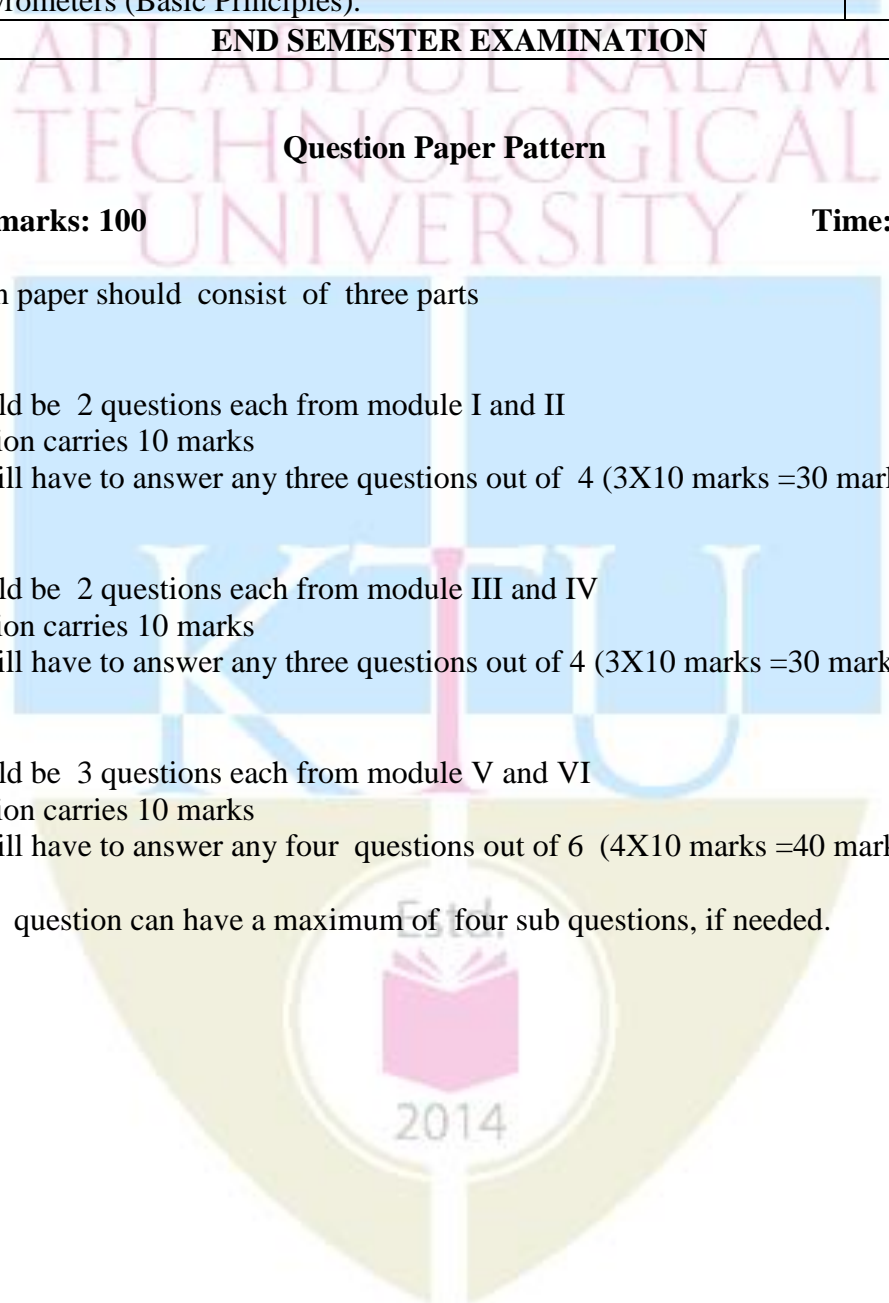 rometers (Basic Principles).
END SEMESTER EXAMINATION
APJ ABDUL KALAM
TECHNOLOGICAL
UNIVERSITY
Question Paper Pattern
marks: 100 Time:
paper should consist of three parts
ld be 2 questions each from module I and II
ion carries 10 marks
ill have to answer any three questions out of 4 (3X10 marks =30 mar
ld be 2 questions each from module III and IV
ion carries 10 marks
ill have to answer any three questions out of 4 (3X10 marks =30 mark
KTU
ld be 3 questions each from module V and VI
ion carries 10 marks
ill have to answer any four questions out of 6 (4X10 marks =40 mark
question can have a maximum of four sub questions, if needed.
Estd.
2014